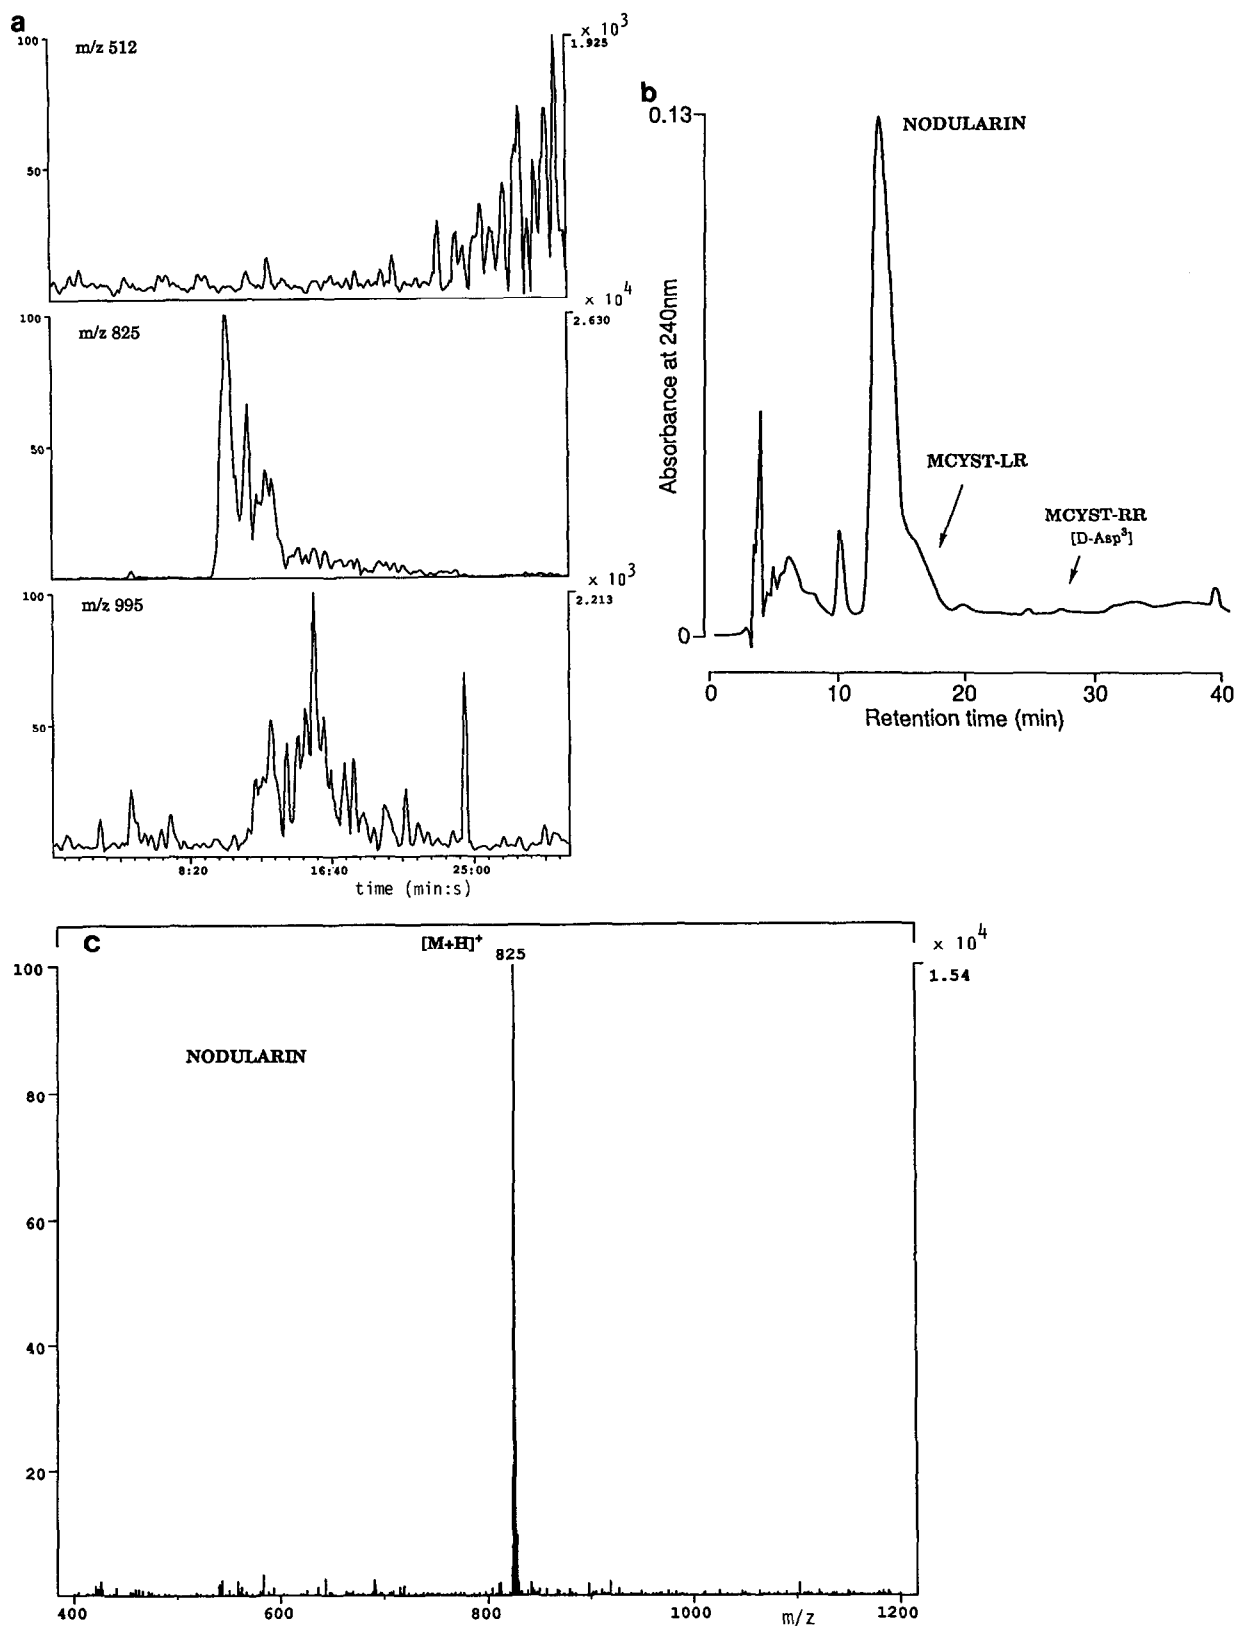 a
m/z 512
x 10³
1.925
100
50
m/z 825
x 10⁴
2.630
100
50
m/z 995
x 10³
2.213
100
50
8:20 16:40 25:00
time (min:s)
b
0.13
NODULARIN
Absorbance at 240nm
MCYST-LR
MCYST-RR
[D-Asp³]
0
0 10 20 30 40
Retention time (min)
c
[M+H]⁺
825
x 10⁴
1.54
NODULARIN
100
80
60
40
20
400 600 800 1000 m/z 1200